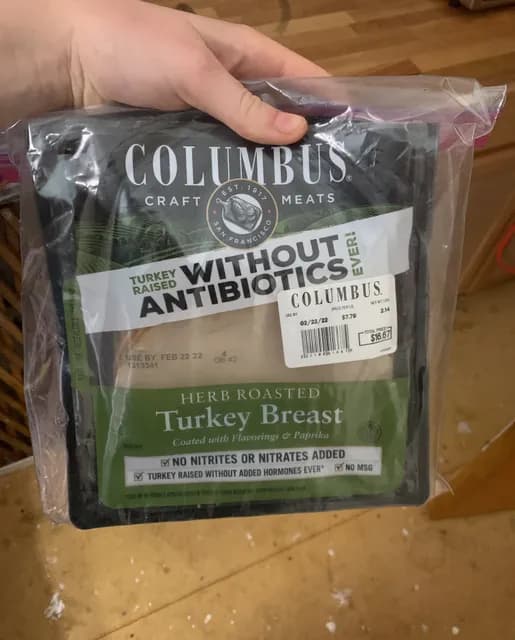 COLUMBUS®
CRAFT MEATS
EST. 1917
SAN FRANCISCO
TURKEY RAISED WITHOUT ANTIBIOTICS EVER!
COLUMBUS.
02/22/22 $7.79 2.14
TOTAL PRICE
$16.67
USE BY FEB 22 22
HERB ROASTED
Turkey Breast
Coated with Flavorings & Paprika
NO NITRITES OR NITRATES ADDED
TURKEY RAISED WITHOUT ADDED HORMONES EVER* NO MSG